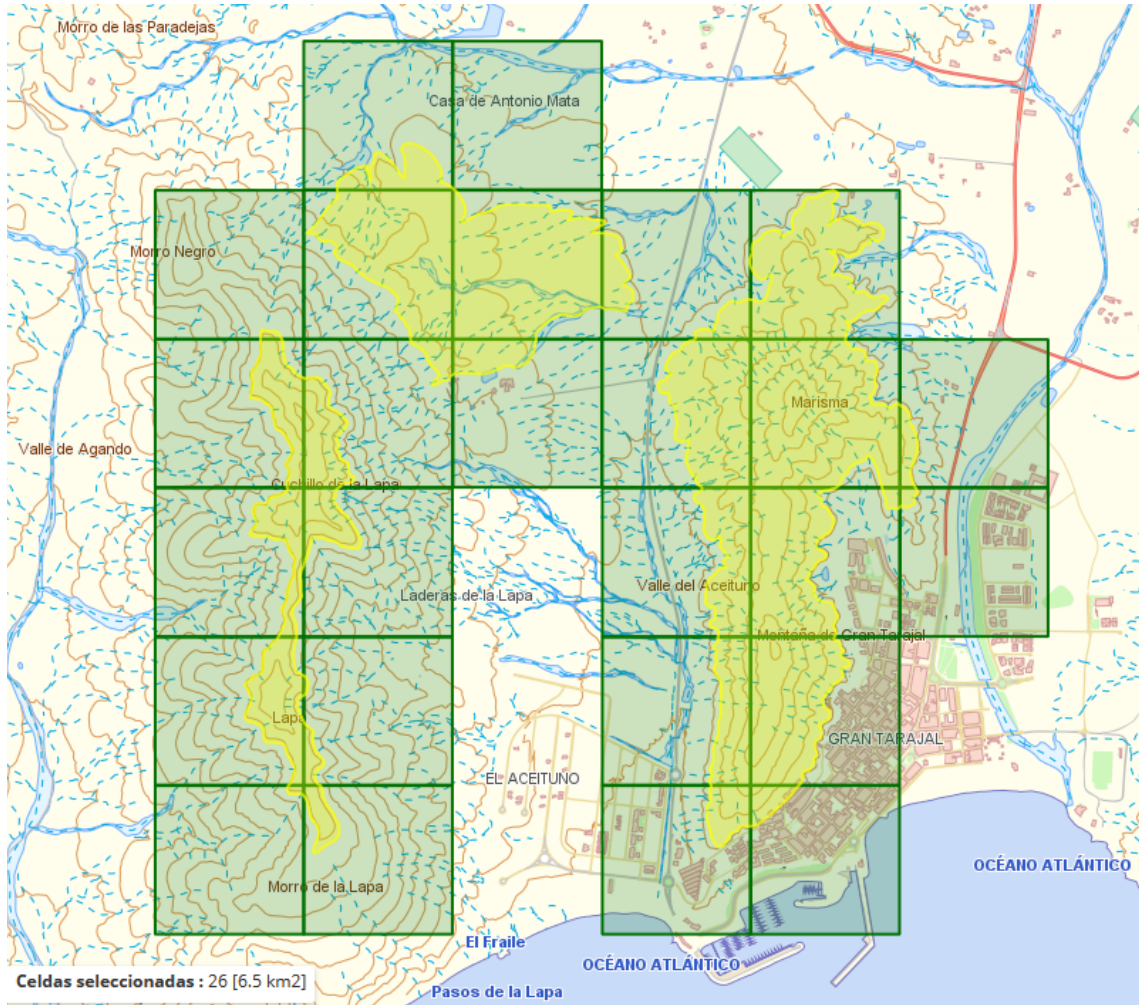 Morro de las Paradejas
Casa de Antonio Mata
Morro Negro
Marisma
Valle de Agando
Cuchillo de la Lapa
Valle del Aceituno
Laderas de la Lapa
Montaña de Gran Tarajal
Lapa
GRAN TARAJAL
EL ACEITUÑO
OCÉANO ATLÁNTICO
Morro de la Lapa
El Fraile
OCÉANO ATLÁNTICO
Celdas seleccionadas : 26 [6.5 km2]
Pasos de la Lapa